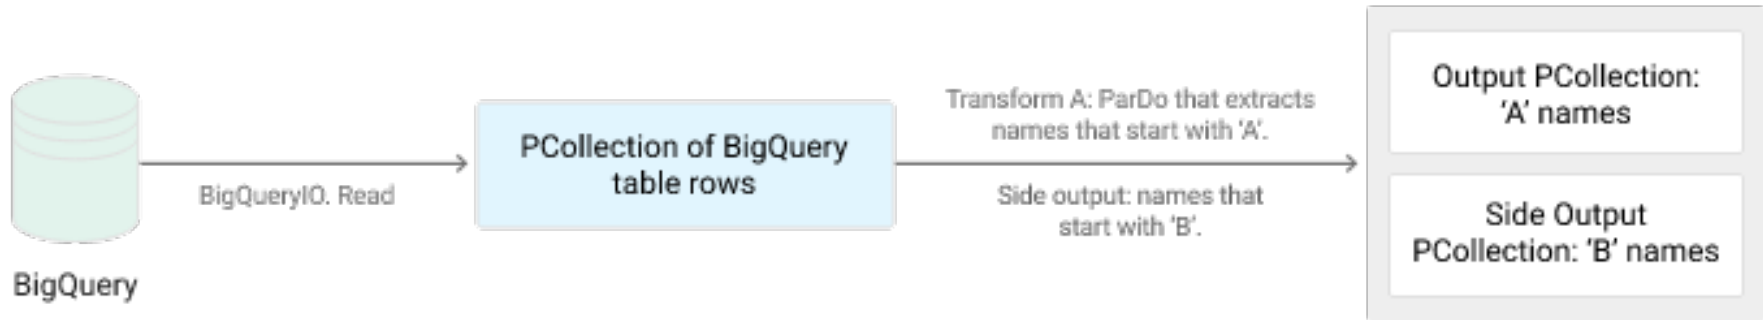 BigQuery
BigQueryIO. Read
PCollection of BigQuery
table rows
Transform A: ParDo that extracts
names that start with ‘A’.
Side output: names that
start with ‘B’.
Output PCollection:
‘A’ names
Side Output
PCollection: ‘B’ names